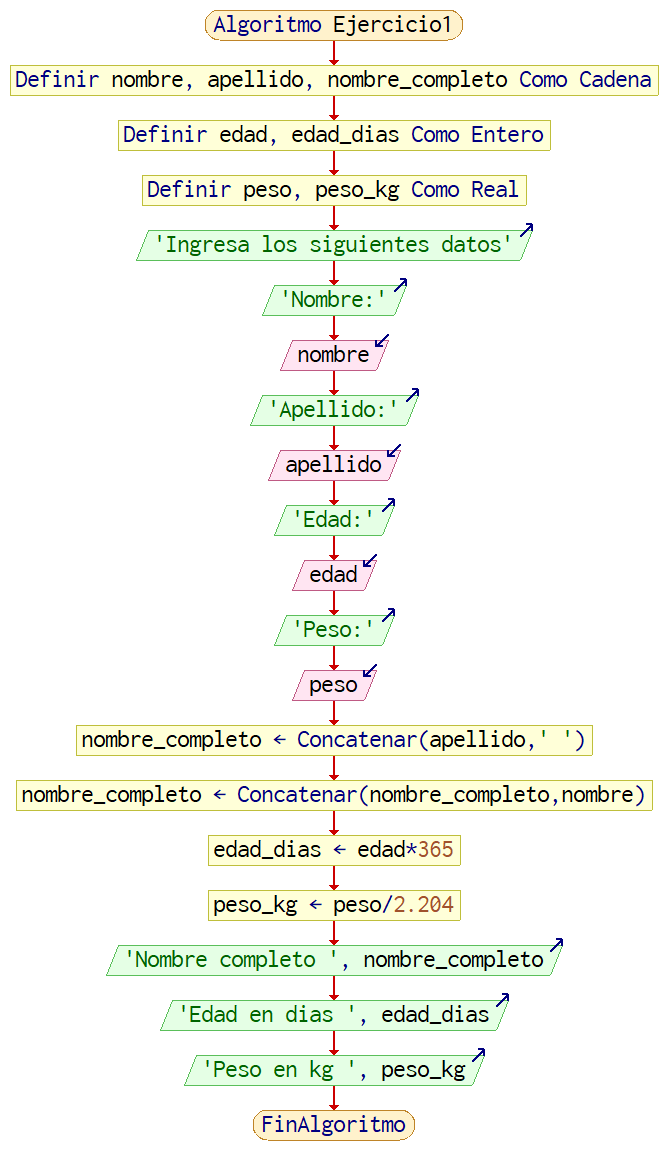 Algoritmo Ejercicio1
Definir nombre, apellido, nombre_completo Como Cadena
Definir edad, edad_dias Como Entero
Definir peso, peso_kg Como Real
'Ingresa los siguientes datos'
'Nombre:'
nombre
'Apellido:'
apellido
'Edad:'
edad
'Peso:'
peso
nombre_completo ← Concatenar(apellido,' ')
nombre_completo ← Concatenar(nombre_completo,nombre)
edad_dias ← edad*365
peso_kg ← peso/2.204
'Nombre completo ', nombre_completo
'Edad en dias ', edad_dias
'Peso en kg ', peso_kg
FinAlgoritmo